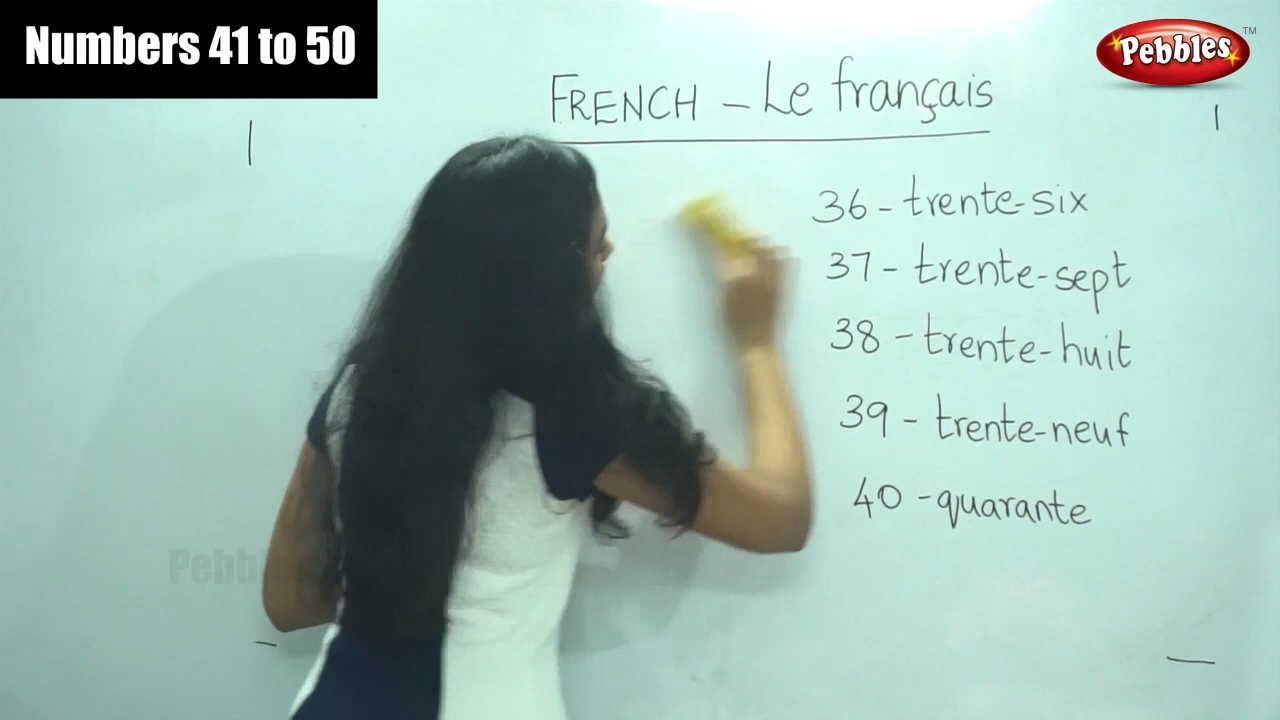 Numbers 41 to 50
Pebbles™
FRENCH - Le français
36 - trente-six
37 - trente-sept
38 - trente-huit
39 - trente-neuf
40 - quarante
Pebbles